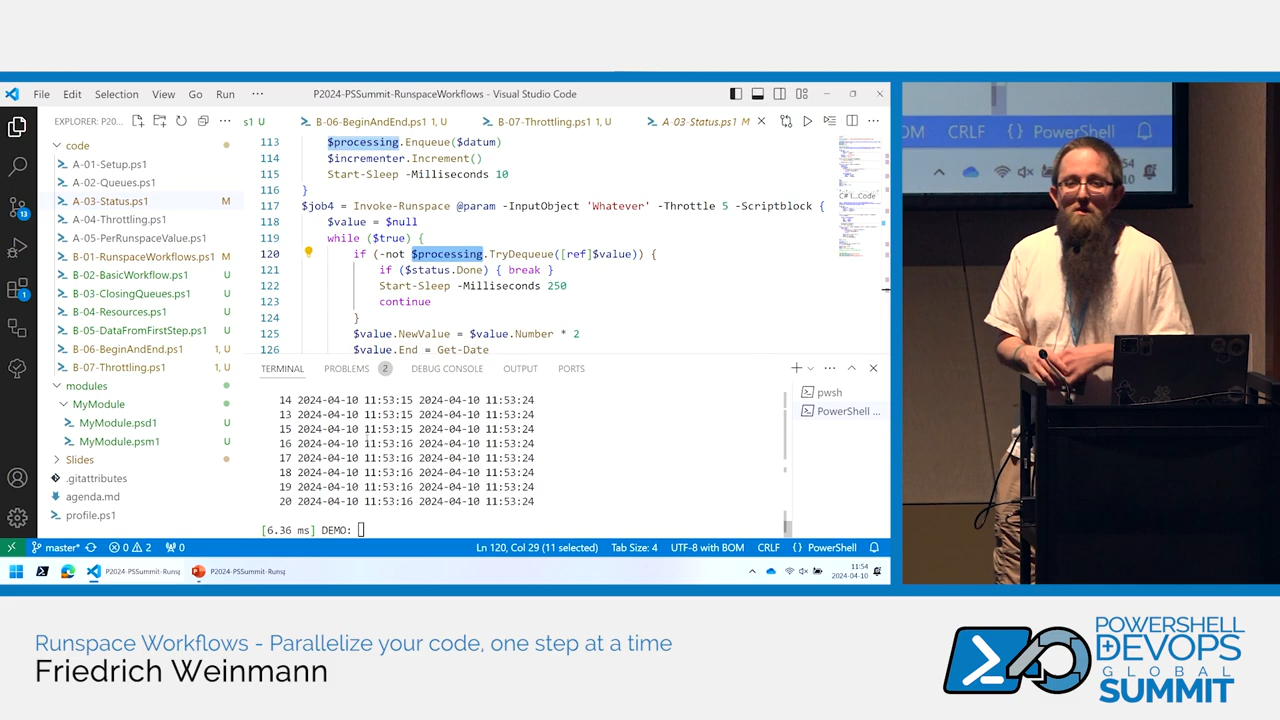 File Edit Selection View Go Run ···
P2024-PSSummit-RunspaceWorkflows - Visual Studio Code
EXPLORER: P20...
s1 U
B-06-BeginAndEnd.ps1 1, U
B-07-Throttling.ps1 1, U
A-03-Status.ps1 M
code
A-01-Setup.ps1
A-02-Queues.ps1
A-03-Status.ps1 M
A-04-Throttling.ps1
B-01-RunspaceWorkflows.ps1 M
B-02-BasicWorkflow.ps1 U
B-03-ClosingQueues.ps1 U
B-04-Resources.ps1 U
B-05-DataFromFirstStep.ps1 U
B-06-BeginAndEnd.ps1 1, U
B-07-Throttling.ps1 1, U
modules
MyModule
MyModule.psd1 U
MyModule.psm1 U
Slides
.gitattributes
agenda.md
profile.ps1
13
1
113 $processing.Enqueue($datum)
114 $incrementer.Increment()
115 Start-Sleep -Milliseconds 10
116 }
117 $job4 = Invoke-Runspace @param -InputObject 'Whatever' -Throttle 5 -Scriptblock {
118 $value = $null
119 while ($true) {
120 if (-not $processing.TryDequeue([ref]$value)) {
121 if ($status.Done) { break }
122 Start-Sleep -Milliseconds 250
123 continue
124 }
125 $value.NewValue = $value.Number * 2
126 $value.End = Get-Date
TERMINAL PROBLEMS 2 DEBUG CONSOLE OUTPUT PORTS
pwsh
PowerShell ...
14 2024-04-10 11:53:15 2024-04-10 11:53:24
13 2024-04-10 11:53:15 2024-04-10 11:53:24
15 2024-04-10 11:53:15 2024-04-10 11:53:24
16 2024-04-10 11:53:16 2024-04-10 11:53:24
17 2024-04-10 11:53:16 2024-04-10 11:53:24
18 2024-04-10 11:53:16 2024-04-10 11:53:24
19 2024-04-10 11:53:16 2024-04-10 11:53:24
20 2024-04-10 11:53:16 2024-04-10 11:53:24
[6.36 ms] DEMO:
master* 0 2 0 Ln 120, Col 29 (11 selected) Tab Size: 4 UTF-8 with BOM CRLF {} PowerShell
P2024-PSSummit-Runsp
P2024-PSSummit-Runsp
11:54
2024-04-10
OM CRLF {} PowerShell
Runspace Workflows - Parallelize your code, one step at a time
Friedrich Weinmann
POWERSHELL
DEVOPS
GLOBAL
SUMMIT